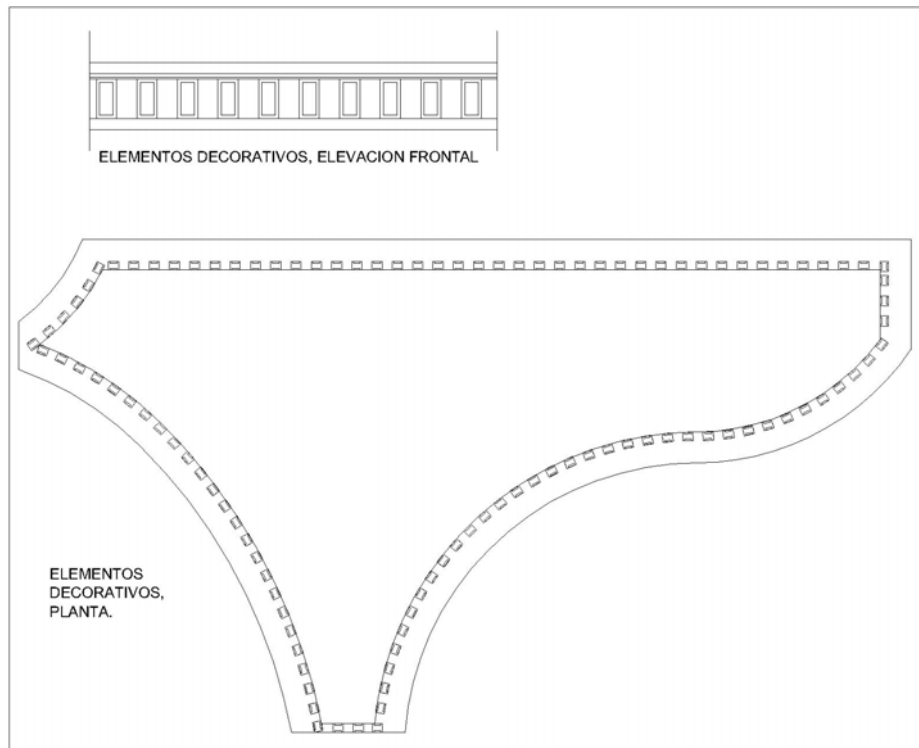 ELEMENTOS DECORATIVOS, ELEVACION FRONTAL
ELEMENTOS
DECORATIVOS,
PLANTA.